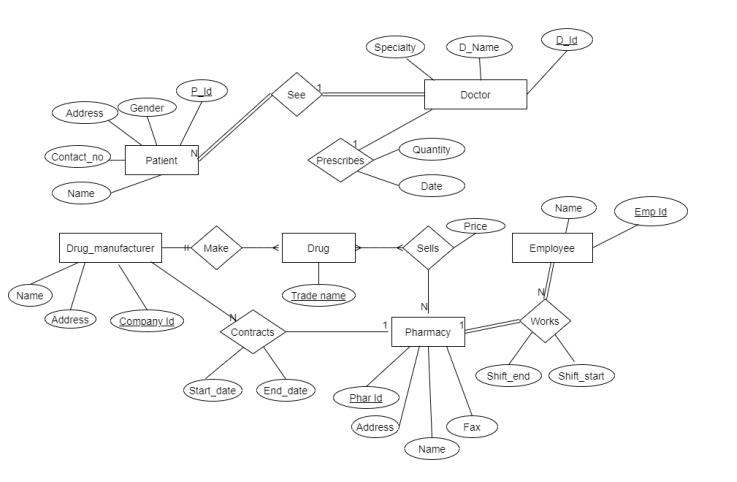 Specialty
D_Name
D_Id
P_Id
See
1
Doctor
Address
Gender
Contact_no
Patient
N
1
Prescribes
Quantity
Name
Date
Name
Emp Id
Price
Drug_manufacturer
Make
Drug
Sells
Employee
Name
Address
Company Id
Trade name
N
N
N
Contracts
1
Pharmacy
1
Works
Start_date
End_date
Phar Id
Shift_end
Shift_start
Address
Fax
Name